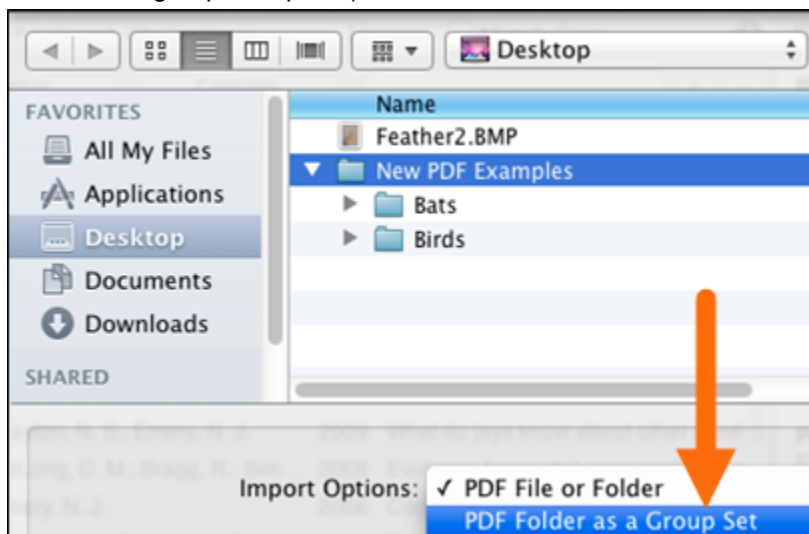 Desktop
FAVORITES
All My Files
Applications
Desktop
Documents
Downloads
SHARED
Name
Feather2.BMP
New PDF Examples
Bats
Birds
Import Options: ✓ PDF File or Folder
PDF Folder as a Group Set